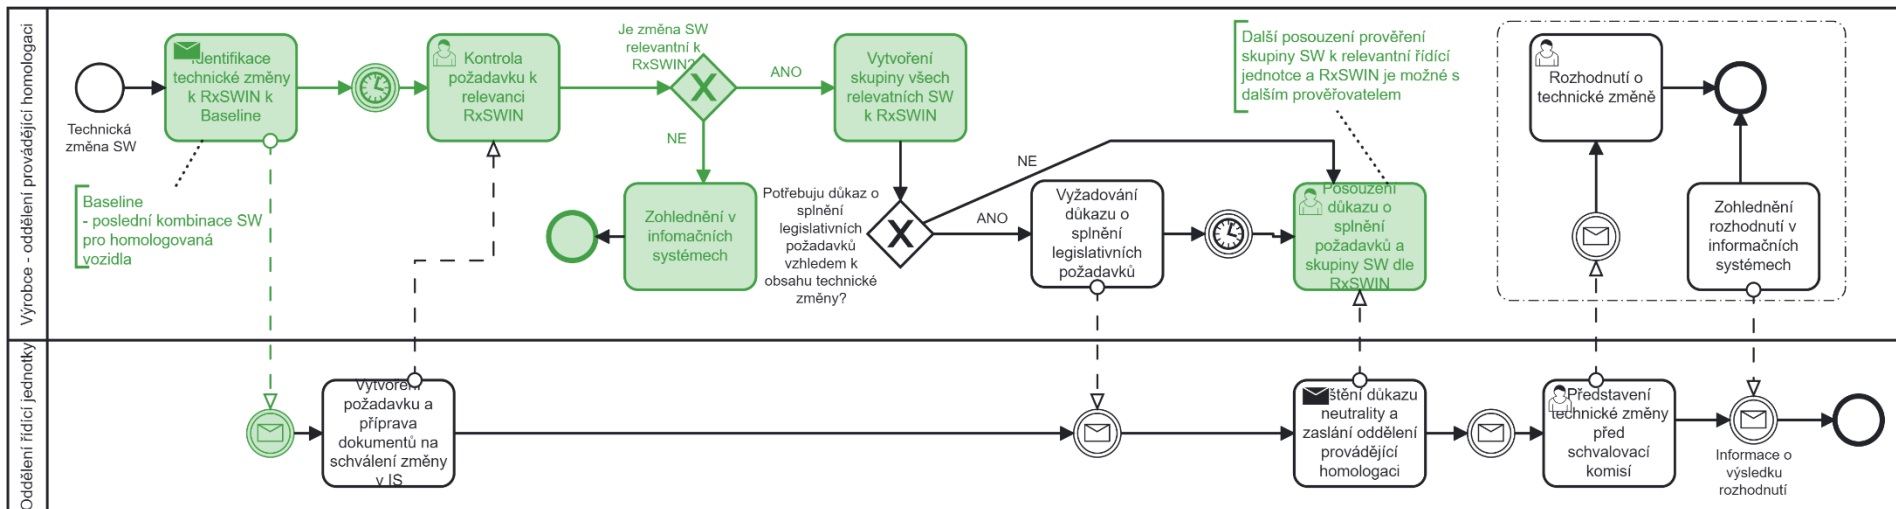 Výrobce - oddělení provádějící homologaci
Technická
změna SW
Identifikace
technické změny
k RxSWIN k
Baseline
Baseline
- poslední kombinace SW
pro homologovaná
vozidla
Kontrola
požadavku k
relevanci
RxSWIN
Je změna SW
relevantní k
RxSWIN?
ANO
NE
Zohlednění v
infomačních
systémech
Vytvoření
skupiny všech
relevatních SW
k RxSWIN
Potřebuju důkaz o
splnění
legislativních
požadavků
vzhledem k
obsahu technické
změny?
NE
ANO
Vyžadování
důkazu o
splnění
legislativních
požadavků
Další posouzení prověření
skupiny SW k relevantní řídící
jednotce a RxSWIN je možné s
dalším prověřovatelem
Posouzení
důkazu o
splnění
požadavků a
skupiny SW dle
RxSWIN
Rozhodnutí o
technické změně
Zohlednění
rozhodnutí v
informačních
systémech
Oddělení řídící jednotky
Vytvoření
požadavku a
příprava
dokumentů na
schválení změny
v IS
štění důkazu
neutrality a
zaslání oddělení
provádějící
homologaci
Představení
technické změny
před
schvalovací
komisí
Informace o
výsledku
rozhodnutí